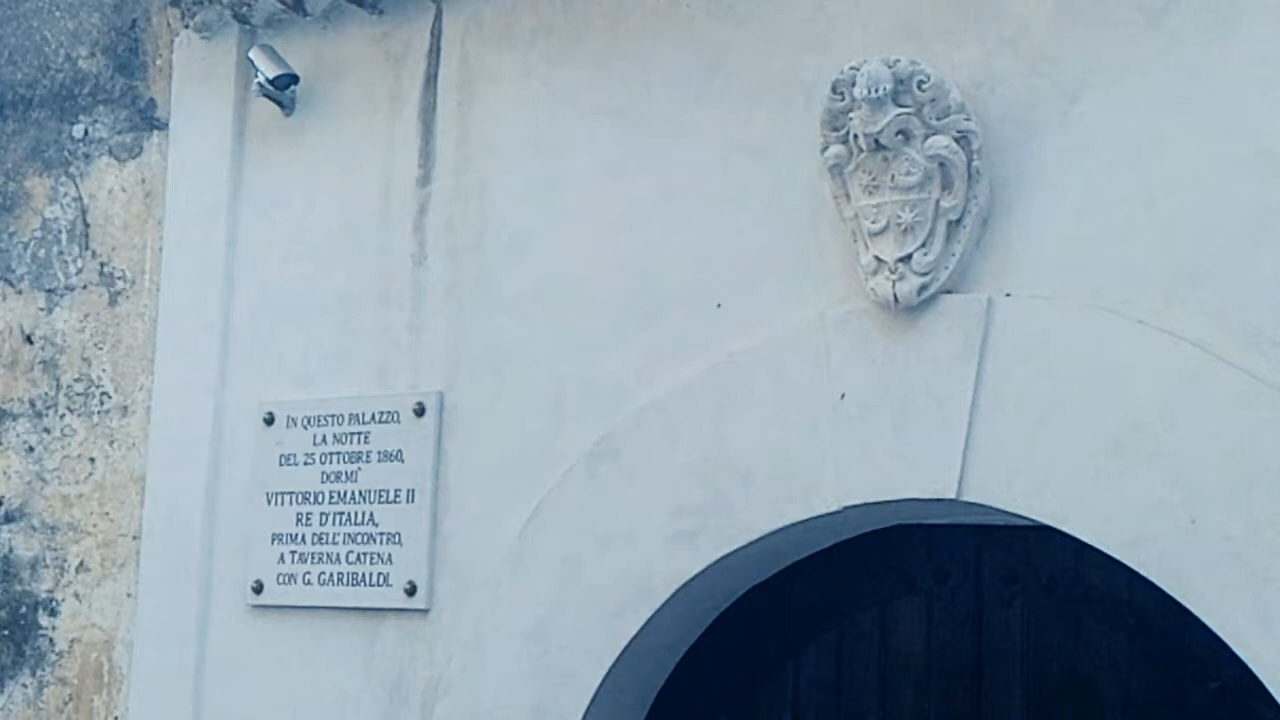 IN QUESTO PALAZZO,
LA NOTTE
DEL 25 OTTOBRE 1860,
DORMÌ
VITTORIO EMANUELE II
RE D'ITALIA,
PRIMA DELL'INCONTRO,
A TAVERNA CATENA
CON G. GARIBALDI.